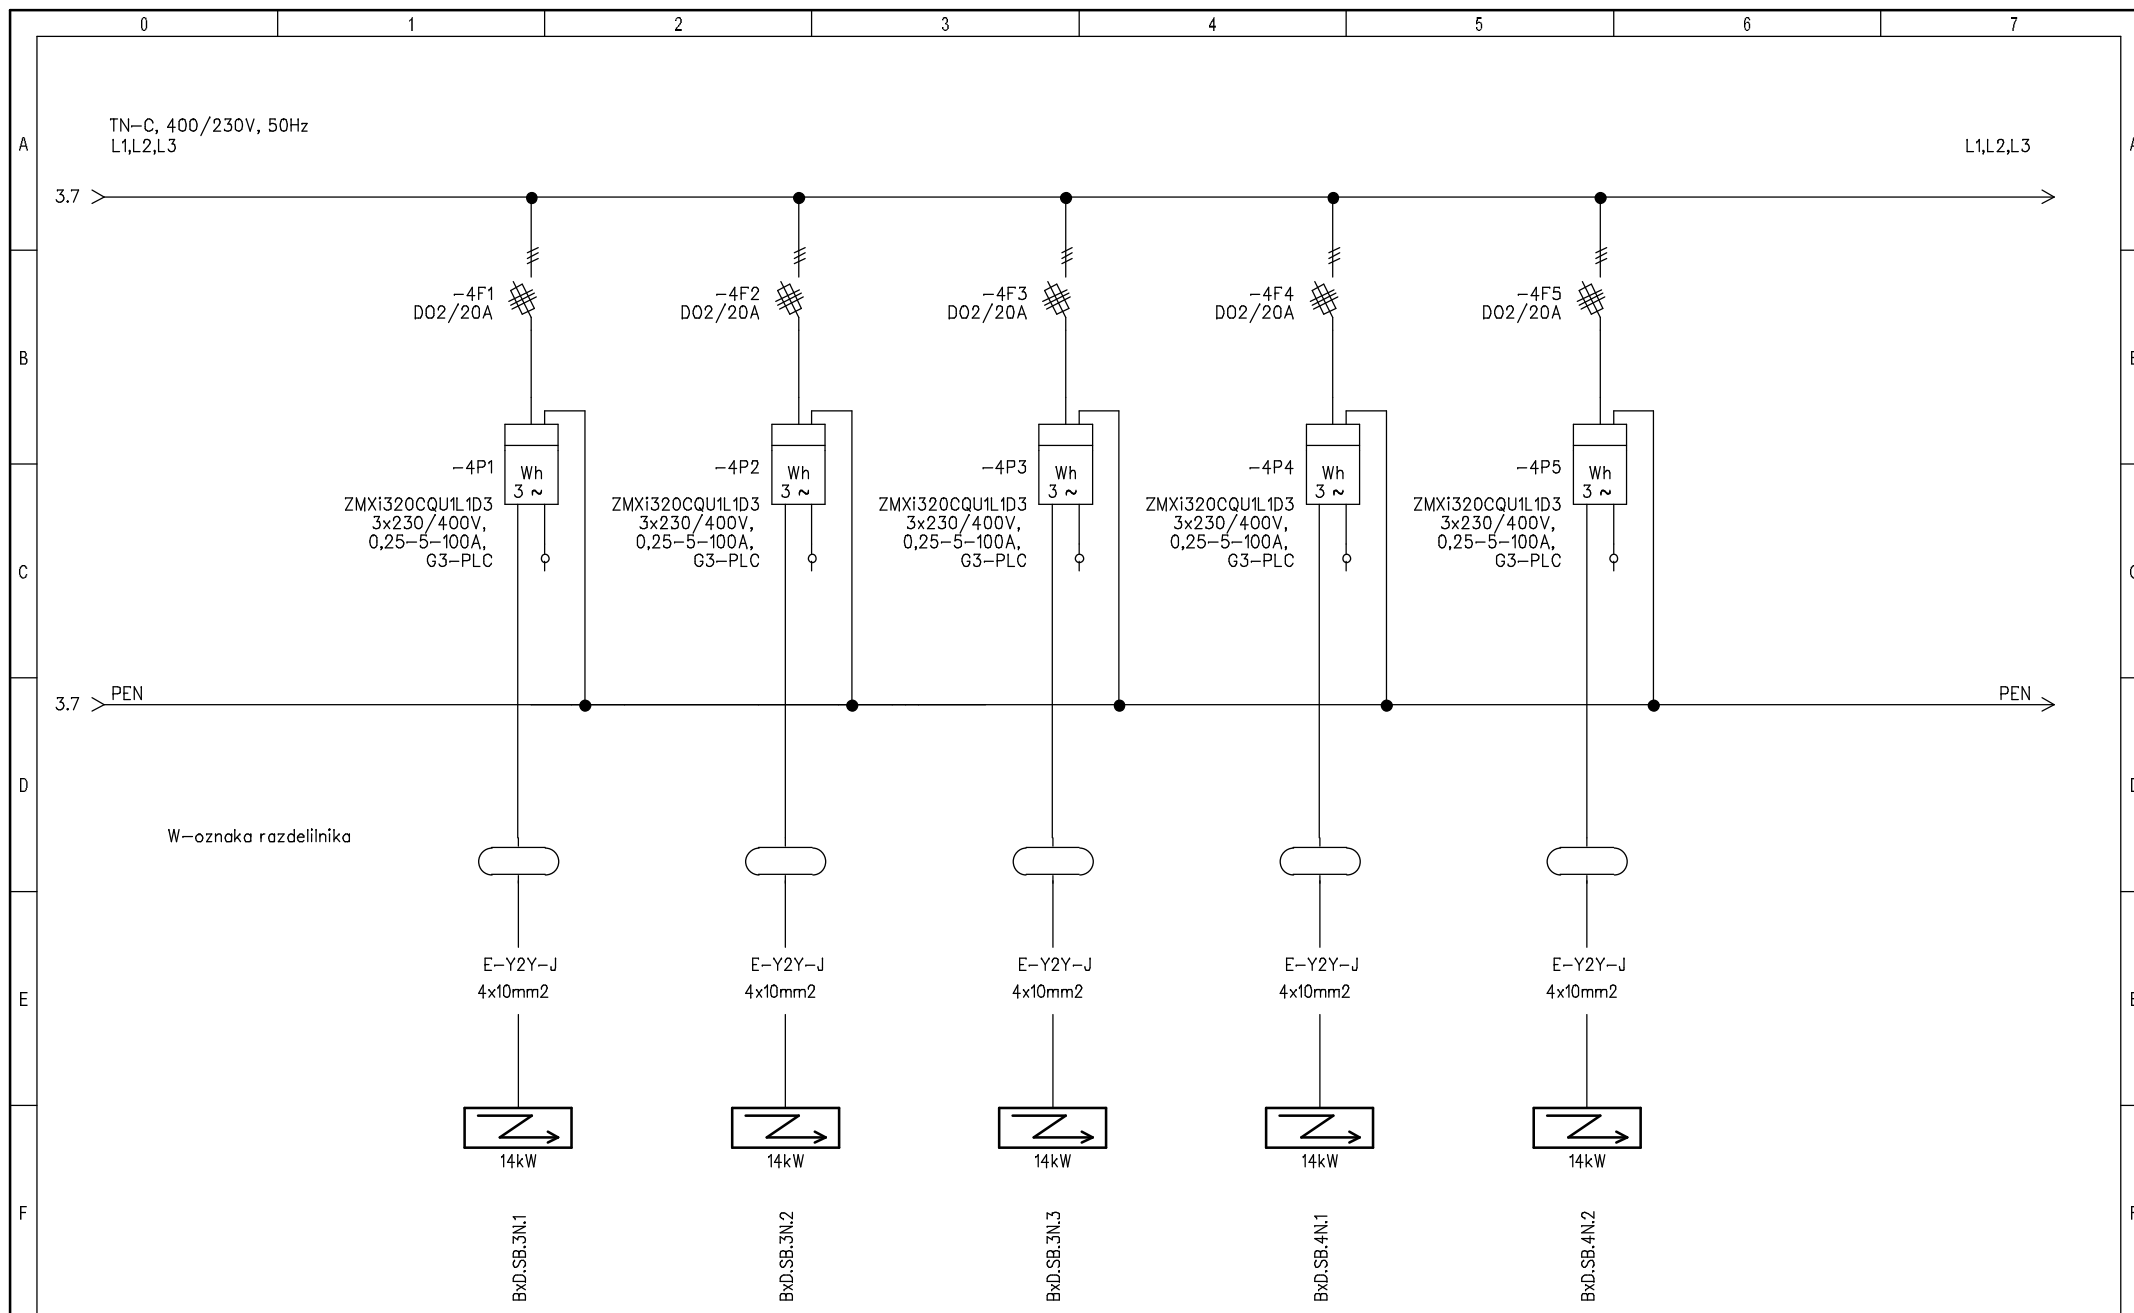 0 1 2 3 4 5 6 7
TN-C, 400/230V, 50Hz
L1,L2,L3
L1,L2,L3
A
A
3.7
-4F1
DO2/20A
-4F2
DO2/20A
-4F3
DO2/20A
-4F4
DO2/20A
-4F5
DO2/20A
B
-4P1
Wh
3 ~
ZMXi320CQU1L1D3
3x230/400V,
0,25-5-100A,
G3-PLC
-4P2
Wh
3 ~
ZMXi320CQU1L1D3
3x230/400V,
0,25-5-100A,
G3-PLC
-4P3
Wh
3 ~
ZMXi320CQU1L1D3
3x230/400V,
0,25-5-100A,
G3-PLC
-4P4
Wh
3 ~
ZMXi320CQU1L1D3
3x230/400V,
0,25-5-100A,
G3-PLC
-4P5
Wh
3 ~
ZMXi320CQU1L1D3
3x230/400V,
0,25-5-100A,
G3-PLC
C
3.7
PEN
PEN
D
W-oznaka razdelilnika
E-Y2Y-J
4x10mm2
E-Y2Y-J
4x10mm2
E-Y2Y-J
4x10mm2
E-Y2Y-J
4x10mm2
E-Y2Y-J
4x10mm2
E
14kW
14kW
14kW
14kW
14kW
F
BxD.SB.3N.1
BxD.SB.3N.2
BxD.SB.3N.3
BxD.SB.4N.1
BxD.SB.4N.2